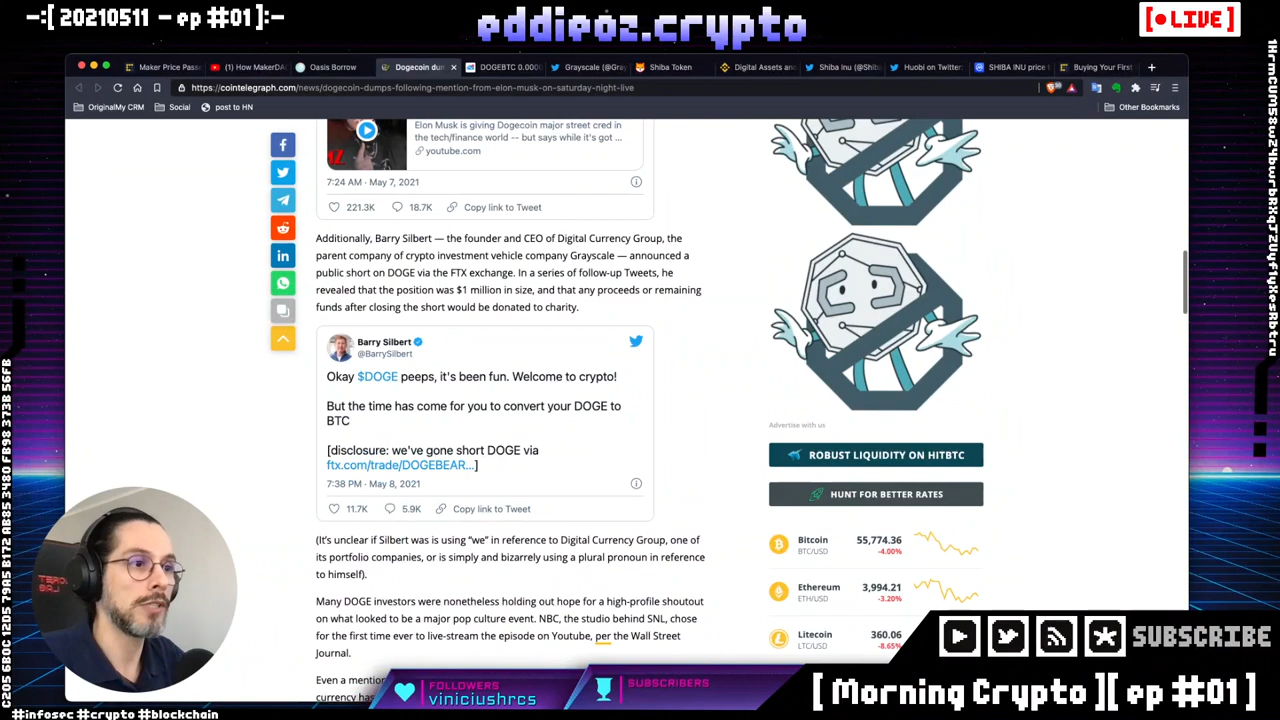 -:[ 20210511 - ep #01]:-
eddieoz.crypto
[•LIVE]
Maker Price Pass
(1) How MakerDA
Oasis Borrow
Dogecoin dum
DOGEBTC 0.0000
Grayscale (@Gray
Shiba Token
Digital Assets and
Shiba Inu (@Shib
Huobi on Twitter:
SHIBA INU price t
Buying Your First
https://cointelegraph.com/news/dogecoin-dumps-following-mention-from-elon-musk-on-saturday-night-live
OriginalMy CRM
Social
post to HN
Other Bookmarks
Elon Musk is giving Dogecoin major street cred in
the tech/finance world -- but says while it's got ...
youtube.com
7:24 AM - May 7, 2021
221.3K
18.7K
Copy link to Tweet
Additionally, Barry Silbert — the founder and CEO of Digital Currency Group, the
parent company of crypto investment vehicle company Grayscale — announced a
public short on DOGE via the FTX exchange. In a series of follow-up Tweets, he
revealed that the position was $1 million in size, and that any proceeds or remaining
funds after closing the short would be donated to charity.
Barry Silbert
@BarrySilbert
Okay $DOGE peeps, it's been fun. Welcome to crypto!
But the time has come for you to convert your DOGE to
BTC
[disclosure: we've gone short DOGE via
ftx.com/trade/DOGEBEAR...]
7:38 PM · May 8, 2021
11.7K
5.9K
Copy link to Tweet
(It's unclear if Silbert was is using “we” in reference to Digital Currency Group, one of
its portfolio companies, or is simply and bizarrely using a plural pronoun in reference
to himself).
Many DOGE investors were nonetheless holding out hope for a high-profile shoutout
on what looked to be a major pop culture event. NBC, the studio behind SNL, chose
for the first time ever to live-stream the episode on Youtube, per the Wall Street
Journal.
Even a mention
currency has
Advertise with us
ROBUST LIQUIDITY ON HITBTC
HUNT FOR BETTER RATES
Bitcoin
BTC/USD
55,774.36
-4.00%
Ethereum
ETH/USD
3,994.21
-3.20%
Litecoin
LTC/USD
360.06
-8.65%
SUBSCRIBE
FOLLOWERS
viniciushrcs
SUBSCRIBERS
[Morning Crypto][ep #01]
#infosec #crypto #blockchain